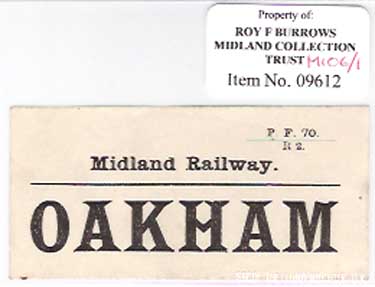 Property of:
ROY F BURROWS
MIDLAND COLLECTION
TRUST M106/1
Item No. 09612
P. F. 70.
R 2.
Midland Railway.
OAKHAM